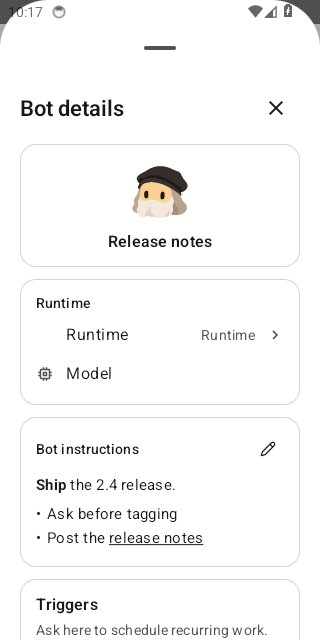 10:17
Bot details
Release notes
Runtime
Runtime Runtime
Model
Bot instructions
Ship the 2.4 release.
• Ask before tagging
• Post the release notes
Triggers
Ask here to schedule recurring work.